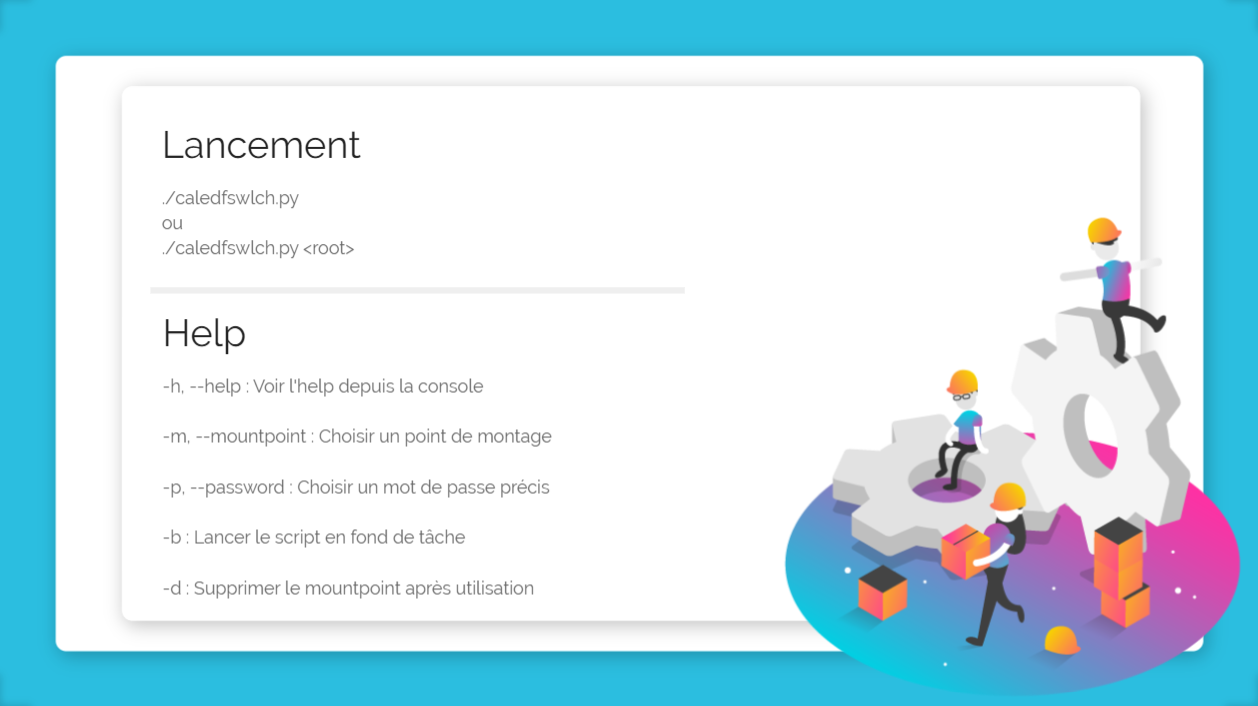 Lancement
./caledfswlch.py
ou
./caledfswlch.py <root>
Help
-h, --help : Voir l'help depuis la console
-m, --mountpoint : Choisir un point de montage
-p, --password : Choisir un mot de passe précis
-b : Lancer le script en fond de tâche
-d : Supprimer le mountpoint après utilisation